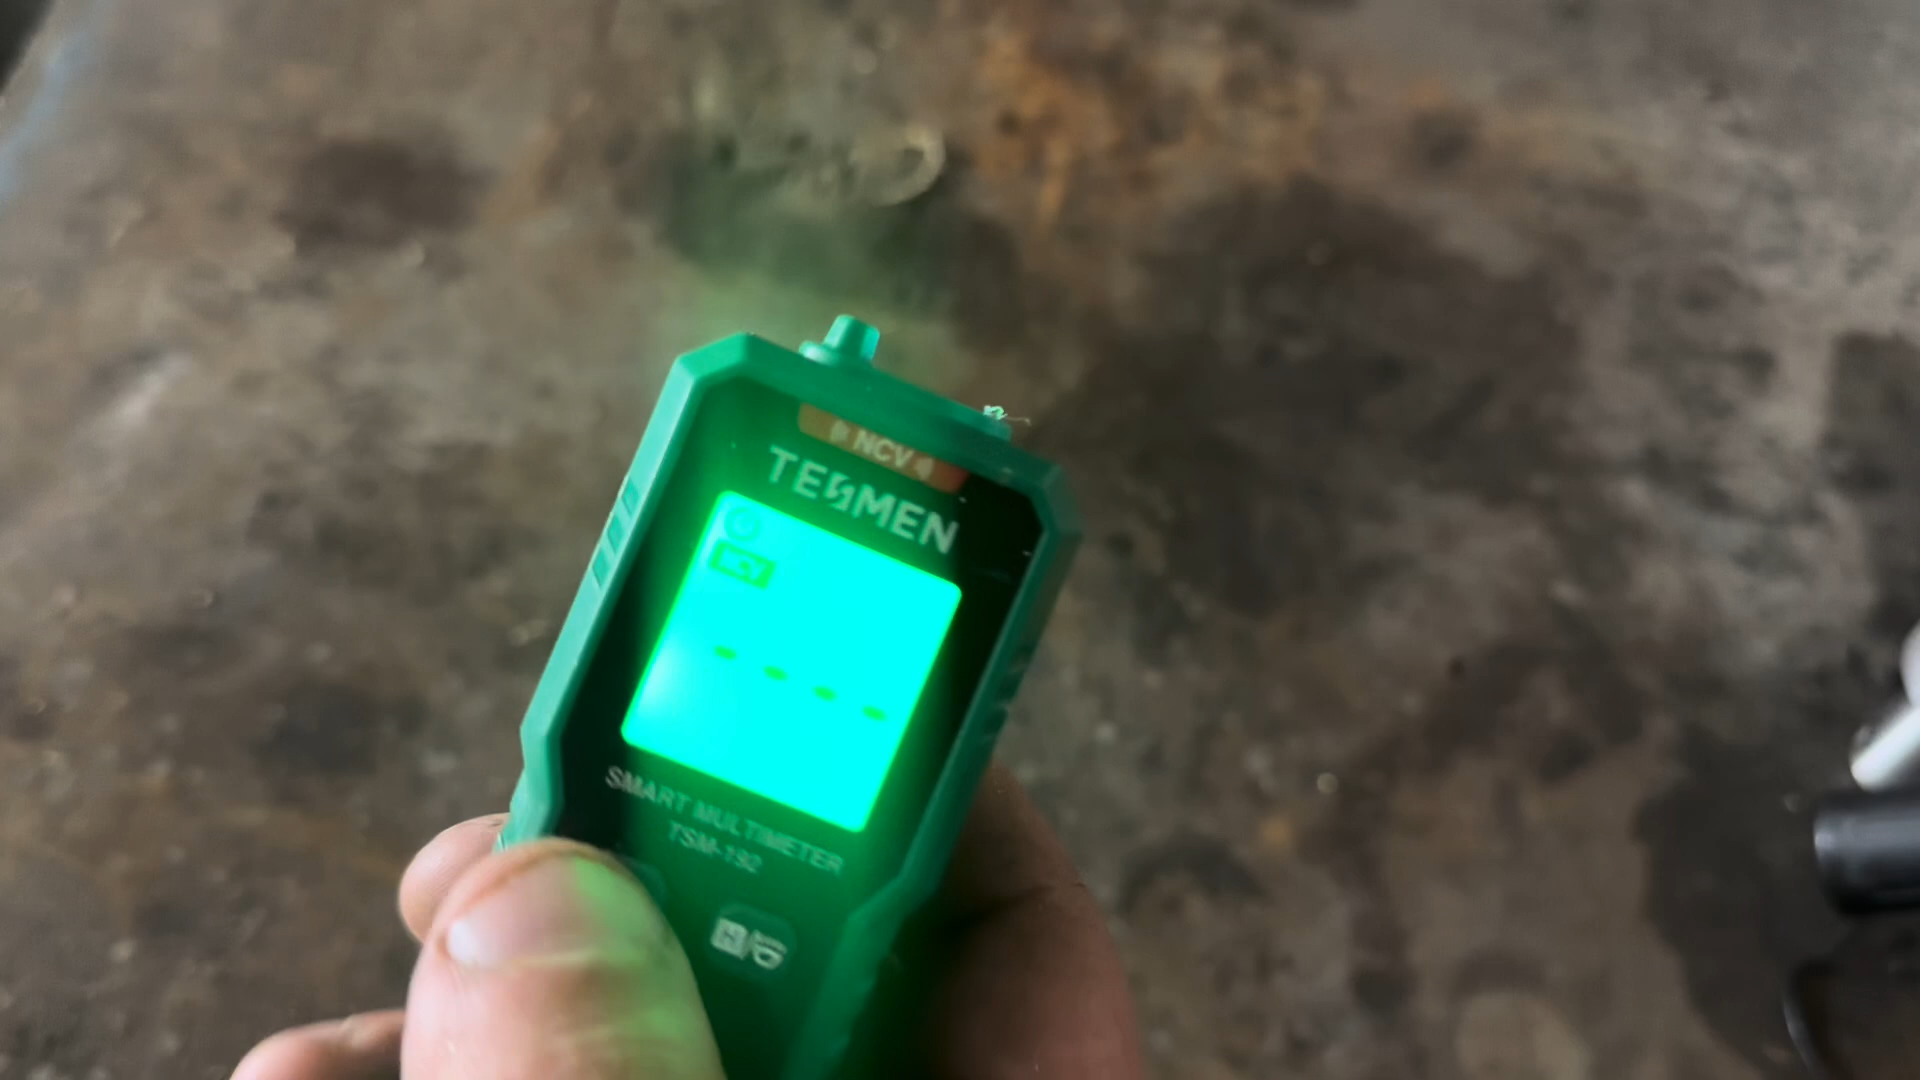 NCV
TESMEN
NCV
- - - -
SMART MULTIMETER
TSM-192
H/